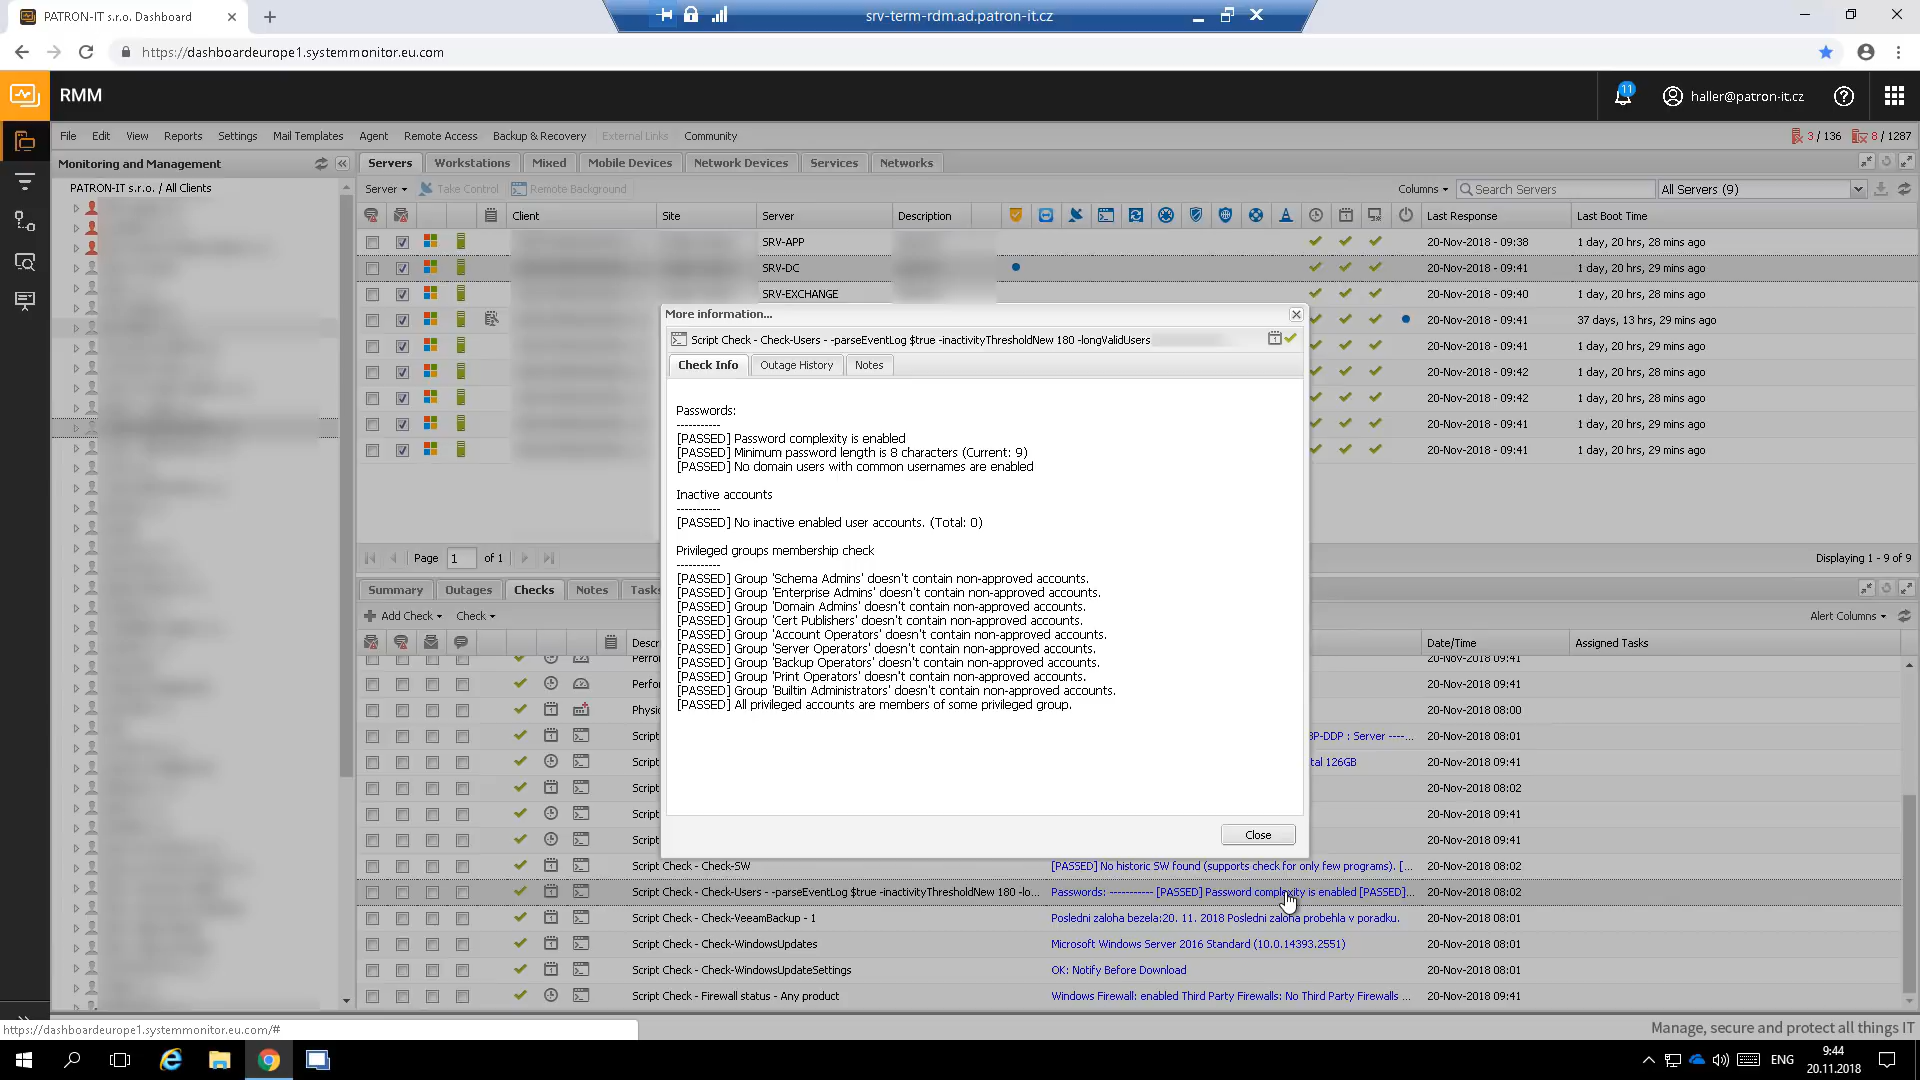 PATRON-IT s.r.o. Dashboard
srv-term-rdm.ad.patron-it.cz
https://dashboardeurope1.systemmonitor.eu.com
RMM
11
haller@patron-it.cz
File Edit View Reports Settings Mail Templates Agent Remote Access Backup & Recovery External Links Community
3 / 136 8 / 1287
Monitoring and Management
Servers Workstations Mixed Mobile Devices Network Devices Services Networks
PATRON-IT s.r.o. / All Clients
Server Take Control Remote Background Columns Search Servers All Servers (9)
Client Site Server Description Last Response Last Boot Time
SRV-APP 20-Nov-2018 - 09:38 1 day, 20 hrs, 28 mins ago
SRV-DC 20-Nov-2018 - 09:41 1 day, 20 hrs, 29 mins ago
SRV-EXCHANGE 20-Nov-2018 - 09:40 1 day, 20 hrs, 28 mins ago
20-Nov-2018 - 09:41 37 days, 13 hrs, 29 mins ago
20-Nov-2018 - 09:41 1 day, 20 hrs, 29 mins ago
20-Nov-2018 - 09:42 1 day, 20 hrs, 28 mins ago
20-Nov-2018 - 09:42 1 day, 20 hrs, 28 mins ago
20-Nov-2018 - 09:41 1 day, 20 hrs, 29 mins ago
20-Nov-2018 - 09:41 1 day, 20 hrs, 29 mins ago
More information...
Script Check - Check-Users - -parseEventLog $true -inactivityThresholdNew 180 -longValidUsers
Check Info Outage History Notes
Passwords:
-----------
[PASSED] Password complexity is enabled
[PASSED] Minimum password length is 8 characters (Current: 9)
[PASSED] No domain users with common usernames are enabled
Inactive accounts
-----------
[PASSED] No inactive enabled user accounts. (Total: 0)
Privileged groups membership check
-----------
[PASSED] Group 'Schema Admins' doesn't contain non-approved accounts.
[PASSED] Group 'Enterprise Admins' doesn't contain non-approved accounts.
[PASSED] Group 'Domain Admins' doesn't contain non-approved accounts.
[PASSED] Group 'Cert Publishers' doesn't contain non-approved accounts.
[PASSED] Group 'Account Operators' doesn't contain non-approved accounts.
[PASSED] Group 'Server Operators' doesn't contain non-approved accounts.
[PASSED] Group 'Backup Operators' doesn't contain non-approved accounts.
[PASSED] Group 'Print Operators' doesn't contain non-approved accounts.
[PASSED] Group 'Builtin Administrators' doesn't contain non-approved accounts.
[PASSED] All privileged accounts are members of some privileged group.
Close
Page 1 of 1 Displaying 1 - 9 of 9
Summary Outages Checks Notes Tasks
Add Check Check Alert Columns
Descr Date/Time Assigned Tasks
Perfor 20-Nov-2018 09:41
Perfo 20-Nov-2018 09:41
Physic 20-Nov-2018 08:00
Script P-DDP : Server ----... 20-Nov-2018 08:01
Script tal 126GB 20-Nov-2018 09:41
Script 20-Nov-2018 08:02
Script 20-Nov-2018 09:41
Script 20-Nov-2018 09:41
Script Check - Check-SW [PASSED] No historic SW found (supports check for only few programs). [... 20-Nov-2018 08:02
Script Check - Check-Users - -parseEventLog $true -inactivityThresholdNew 180 -lo... Passwords: ----------- [PASSED] Password complexity is enabled [PASSED]... 20-Nov-2018 08:02
Script Check - Check-VeeamBackup - 1 Posledni zaloha bezela:20. 11. 2018 Posledni zaloha probehla v poradku. 20-Nov-2018 08:01
Script Check - Check-WindowsUpdates Microsoft Windows Server 2016 Standard (10.0.14393.2551) 20-Nov-2018 08:01
Script Check - Check-WindowsUpdateSettings OK: Notify Before Download 20-Nov-2018 08:01
Script Check - Firewall status - Any product Windows Firewall: enabled Third Party Firewalls: No Third Party Firewalls ... 20-Nov-2018 09:41
https://dashboardeurope1.systemmonitor.eu.com/#
Manage, secure and protect all things IT
ENG
9:44
20.11.2018